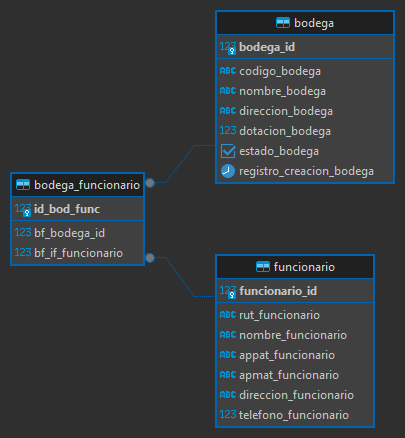 bodega
123 bodega_id
ABC codigo_bodega
ABC nombre_bodega
ABC direccion_bodega
123 dotacion_bodega
estado_bodega
registro_creacion_bodega
bodega_funcionario
123 id_bod_func
123 bf_bodega_id
123 bf_if_funcionario
funcionario
123 funcionario_id
ABC rut_funcionario
ABC nombre_funcionario
ABC appat_funcionario
ABC apmat_funcionario
ABC direccion_funcionario
123 telefono_funcionario